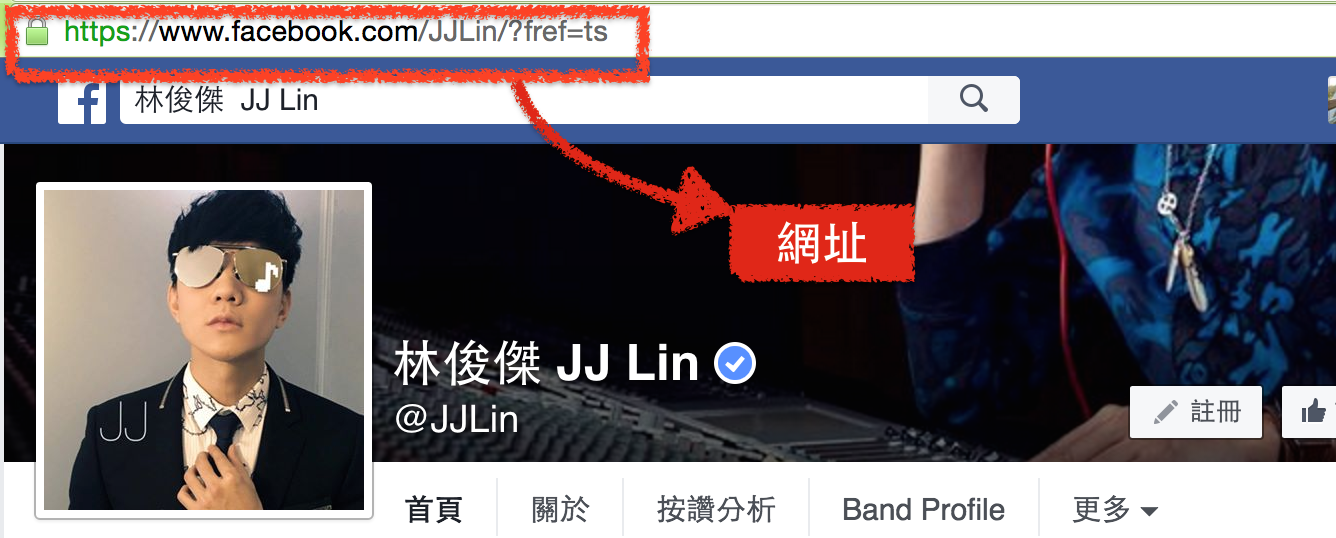 https://www.facebook.com/JJLin/?fref=ts
f 林俊傑 JJ Lin
網址
JJ
林俊傑 JJ Lin
@JJLin
註冊
首頁 關於 按讚分析 Band Profile 更多